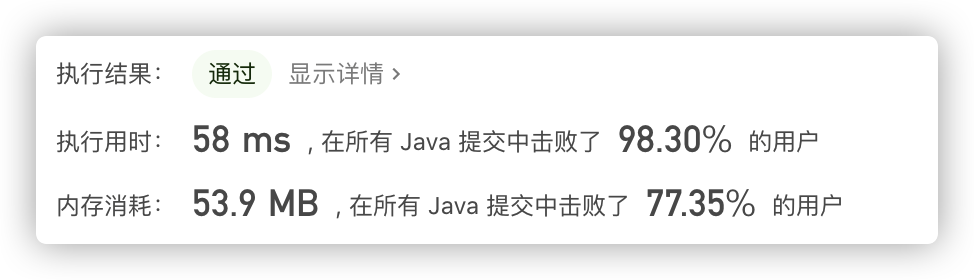 执行结果： 通过 显示详情 >
执行用时： 58 ms , 在所有 Java 提交中击败了 98.30% 的用户
内存消耗： 53.9 MB , 在所有 Java 提交中击败了 77.35% 的用户